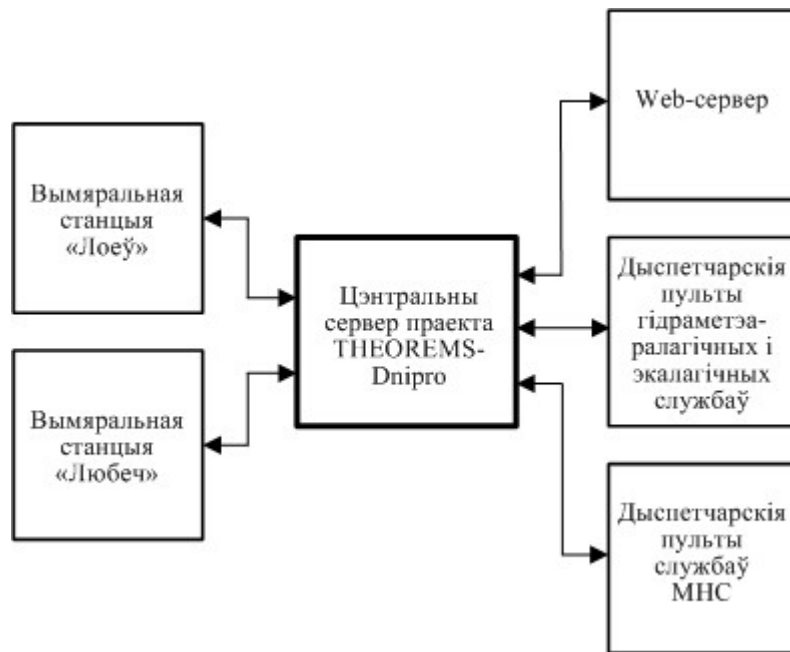 Вымяральная
станцыя
«Лоеў»
Вымяральная
станцыя
«Любеч»
Цэнтральны
сервер праекта
THEOREMS-
Dnipro
Web-сервер
Дыспетчарскія
пульты
гідраметэа-
ралагічных і
экалагічных
службаў
Дыспетчарскія
пульты
службаў
МНС